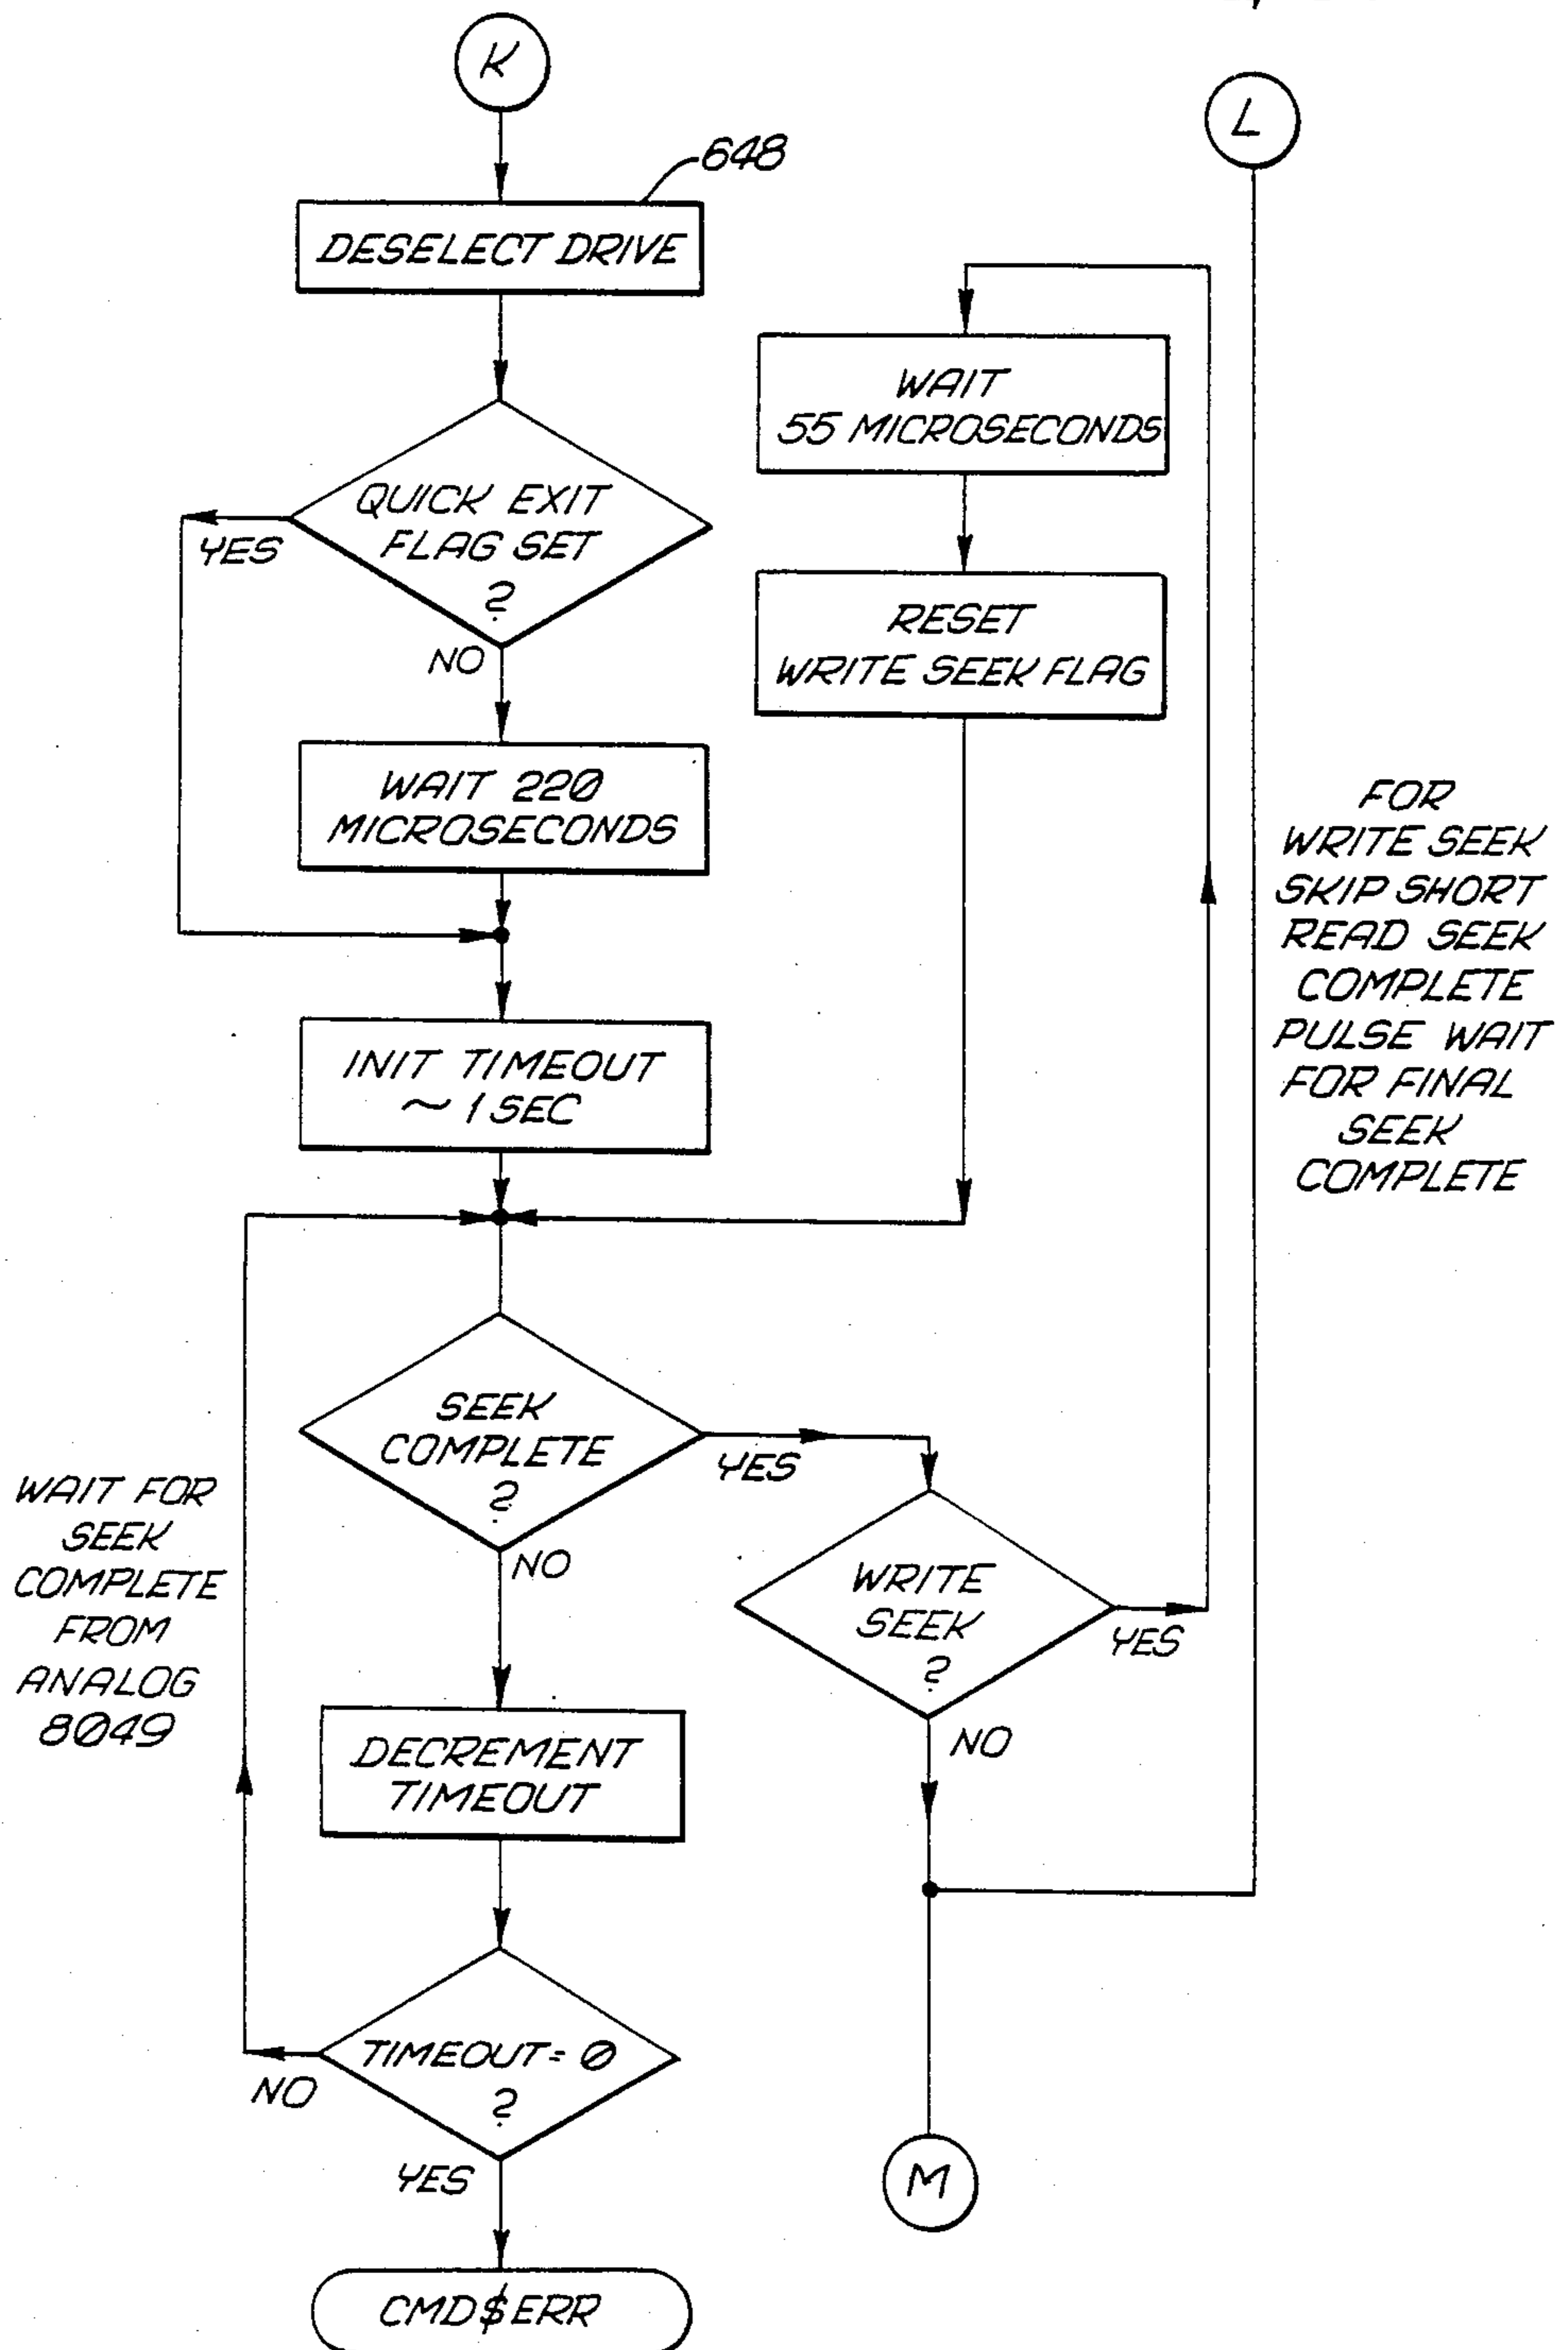 K
L
648
DESELECT DRIVE
WAIT
55 MICROSECONDS
QUICK EXIT
FLAG SET
?
YES
NO
RESET
WRITE SEEK FLAG
WAIT 220
MICROSECONDS
FOR
WRITE SEEK
SKIP SHORT
READ SEEK
COMPLETE
PULSE WAIT
FOR FINAL
SEEK
COMPLETE
INIT TIMEOUT
~ 1 SEC
SEEK
COMPLETE
?
YES
NO
WAIT FOR
SEEK
COMPLETE
FROM
ANALOG
8049
WRITE
SEEK
?
YES
NO
DECREMENT
TIMEOUT
TIMEOUT = 0
?
NO
YES
M
CMD$ERR